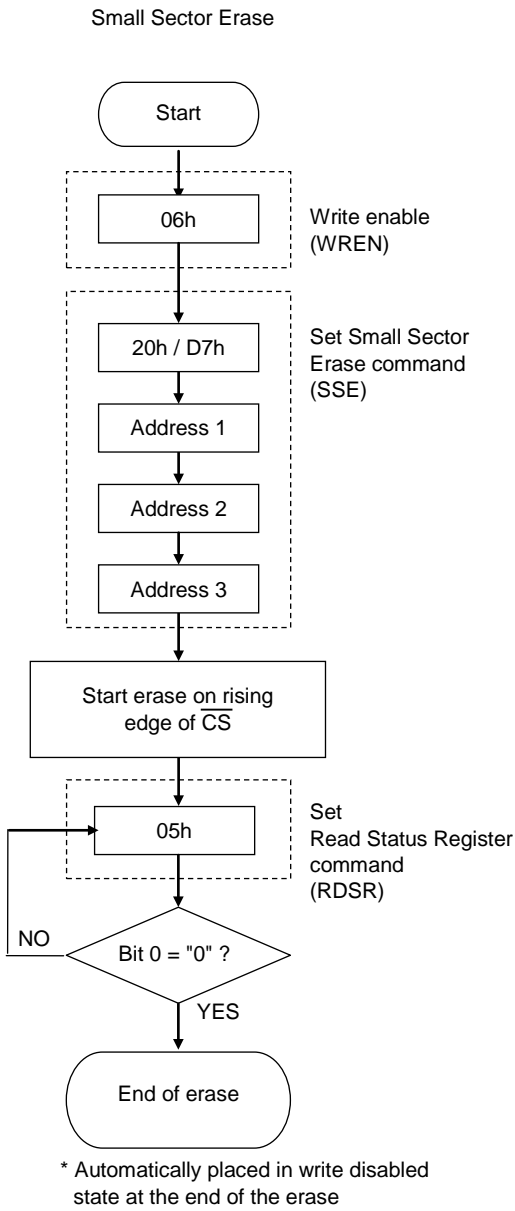 Small Sector Erase
Start
06h
Write enable
(WREN)
20h / D7h
Set Small Sector
Erase command
(SSE)
Address 1
Address 2
Address 3
Start erase on rising
edge of C̅S̅
05h
Set
Read Status Register
command
(RDSR)
NO
Bit 0 = "0" ?
YES
End of erase
* Automatically placed in write disabled
state at the end of the erase